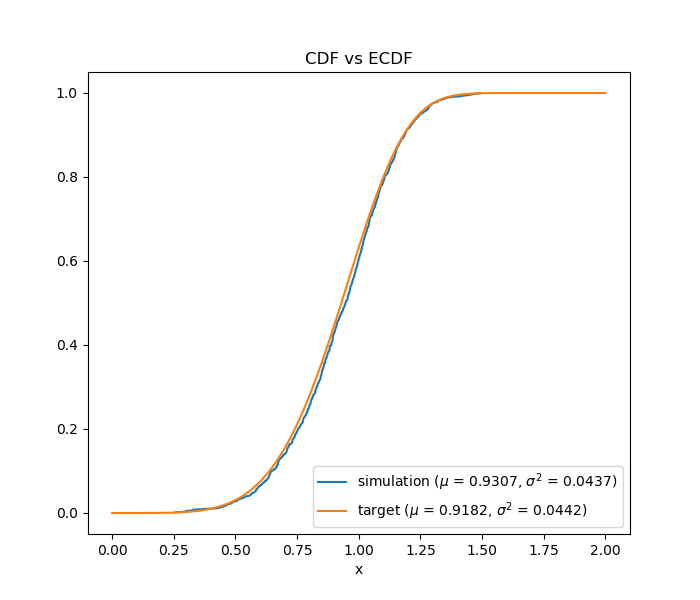 CDF vs ECDF
1.0
0.8
0.6
0.4
0.2
0.0
simulation (μ = 0.9307, σ² = 0.0437)
target (μ = 0.9182, σ² = 0.0442)
0.00 0.25 0.50 0.75 1.00 1.25 1.50 1.75 2.00
x